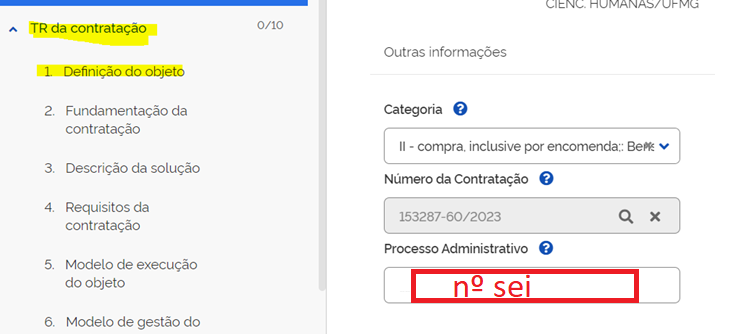 TR da contratação 0/10
1. Definição do objeto
2. Fundamentação da
contratação
3. Descrição da solução
4. Requisitos da
contratação
5. Modelo de execução
do objeto
6. Modelo de gestão do
CIENC. HUMANAS/UFMG
Outras informações
Categoria ?
II - compra, inclusive por encomenda;:
Número da Contratação ?
153287-60/2023
Processo Administrativo ?
nº sei